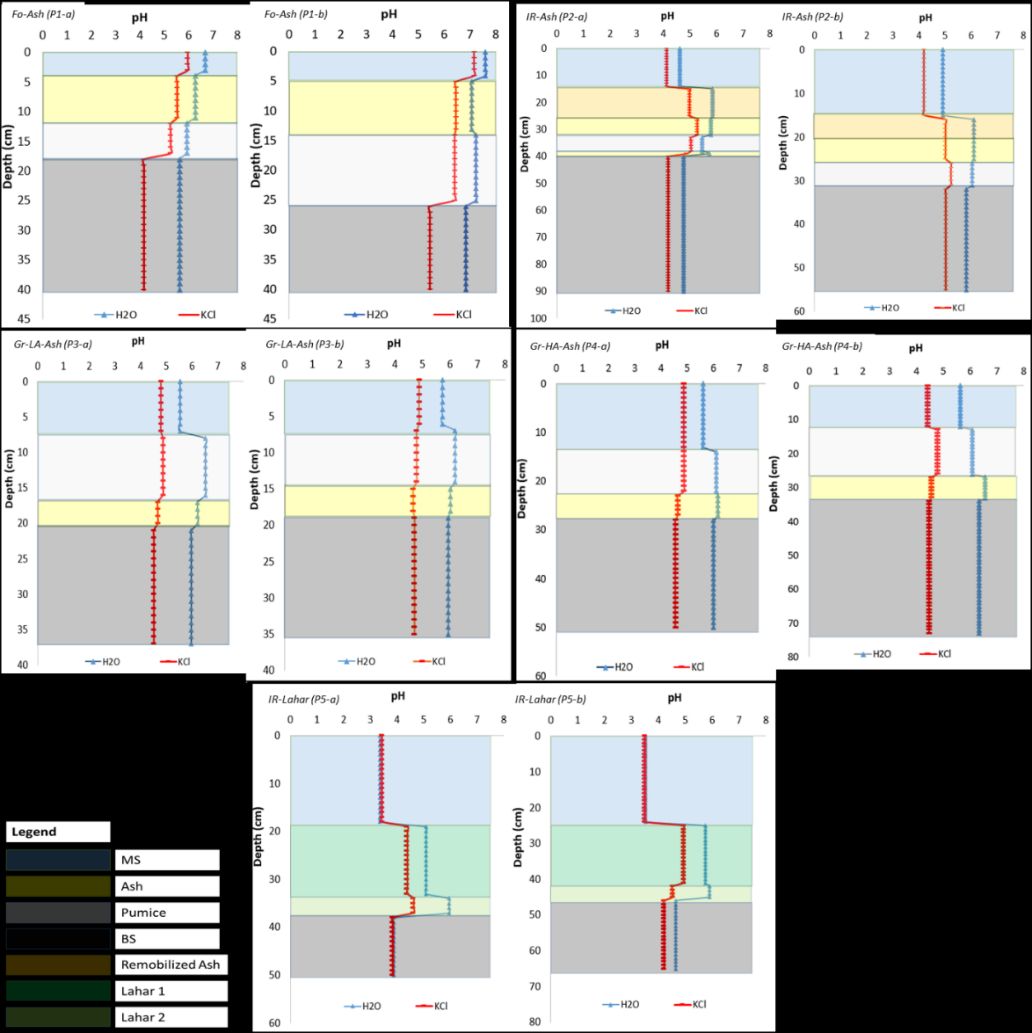 Fo-Ash (P1-a)
pH
0 1 2 3 4 5 6 7 8
0
5
10
15
20
25
30
35
40
45
Depth (cm)
H2O KCl
Fo-Ash (P1-b)
pH
0 1 2 3 4 5 6 7 8
0
5
10
15
20
25
30
35
40
45
Depth (cm)
H2O KCl
IR-Ash (P2-a)
pH
0 1 2 3 4 5 6 7 8
0
10
20
30
40
50
60
70
80
90
100
Depth (cm)
H2O KCl
IR-Ash (P2-b)
pH
0 1 2 3 4 5 6 7 8
0
10
20
30
40
50
60
Depth (cm)
H2O KCl
Gr-LA-Ash (P3-a)
pH
0 1 2 3 4 5 6 7 8
0
5
10
15
20
25
30
35
40
Depth (cm)
H2O KCl
Gr-LA-Ash (P3-b)
pH
0 1 2 3 4 5 6 7 8
0
5
10
15
20
25
30
35
40
Depth (cm)
H2O KCl
Gr-HA-Ash (P4-a)
pH
0 1 2 3 4 5 6 7 8
0
10
20
30
40
50
60
Depth (cm)
H2O KCl
Gr-HA-Ash (P4-b)
pH
0 1 2 3 4 5 6 7 8
0
10
20
30
40
50
60
70
80
Depth (cm)
H2O KCl
IR-Lahar (P5-a)
pH
0 1 2 3 4 5 6 7 8
0
10
20
30
40
50
60
Depth (cm)
H2O KCl
IR-Lahar (P5-b)
pH
0 1 2 3 4 5 6 7 8
0
10
20
30
40
50
60
70
80
Depth (cm)
H2O KCl
Legend
MS
Ash
Pumice
BS
Remobilized Ash
Lahar 1
Lahar 2